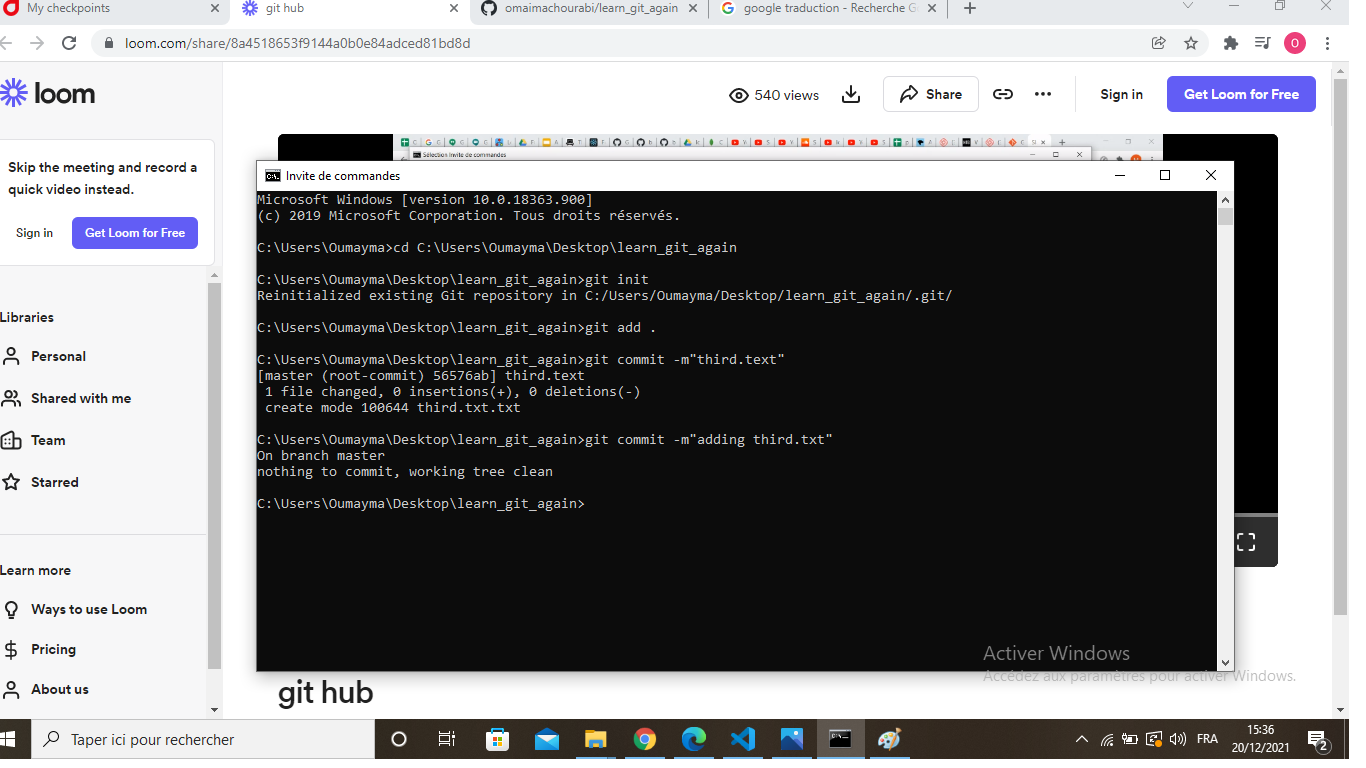 My checkpoints
git hub
omaimachourabi/learn_git_again
google traduction - Recherche G
loom.com/share/8a4518653f9144a0b0e84adced81bd8d
O
loom
540 views
Share
Sign in
Get Loom for Free
Skip the meeting and record a
quick video instead.
Sign in
Get Loom for Free
Libraries
Personal
Shared with me
Team
Starred
Learn more
Ways to use Loom
Pricing
About us
Sélection Invite de commandes
Invite de commandes
Microsoft Windows [version 10.0.18363.900]
(c) 2019 Microsoft Corporation. Tous droits réservés.
C:\Users\Oumayma>cd C:\Users\Oumayma\Desktop\learn_git_again
C:\Users\Oumayma\Desktop\learn_git_again>git init
Reinitialized existing Git repository in C:/Users/Oumayma/Desktop/learn_git_again/.git/
C:\Users\Oumayma\Desktop\learn_git_again>git add .
C:\Users\Oumayma\Desktop\learn_git_again>git commit -m"third.text"
[master (root-commit) 56576ab] third.text
1 file changed, 0 insertions(+), 0 deletions(-)
create mode 100644 third.txt.txt
C:\Users\Oumayma\Desktop\learn_git_again>git commit -m"adding third.txt"
On branch master
nothing to commit, working tree clean
C:\Users\Oumayma\Desktop\learn_git_again>
Activer Windows
Accédez aux paramètres pour activer Windows.
git hub
Taper ici pour rechercher
FRA
15:36
20/12/2021
2